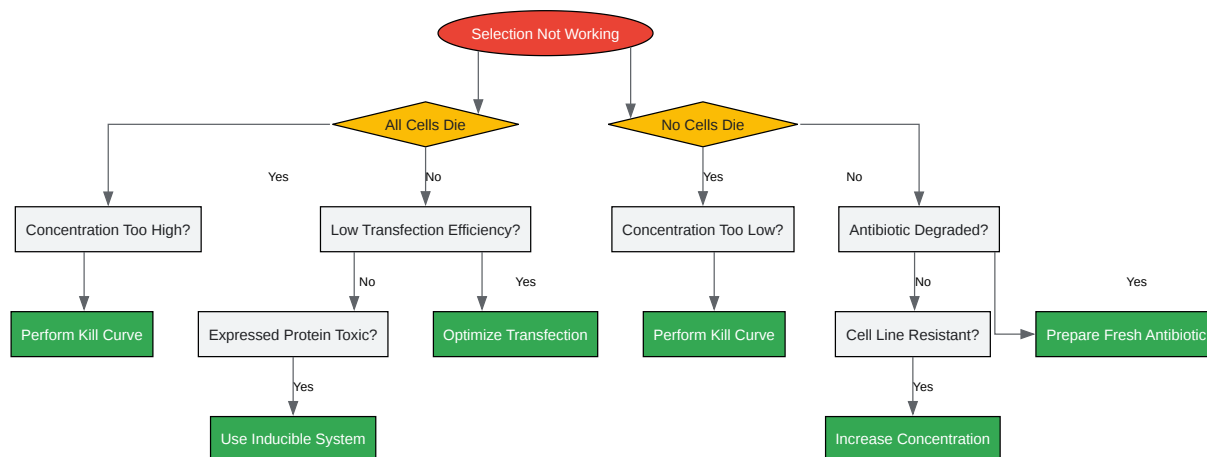 Selection Not Working
All Cells Die
No Cells Die
Yes
No
Yes
No
Concentration Too High?
Low Transfection Efficiency?
Concentration Too Low?
Antibiotic Degraded?
No
Yes
No
Yes
Perform Kill Curve
Expressed Protein Toxic?
Optimize Transfection
Perform Kill Curve
Cell Line Resistant?
Prepare Fresh Antibiotic
Yes
Yes
Use Inducible System
Increase Concentration